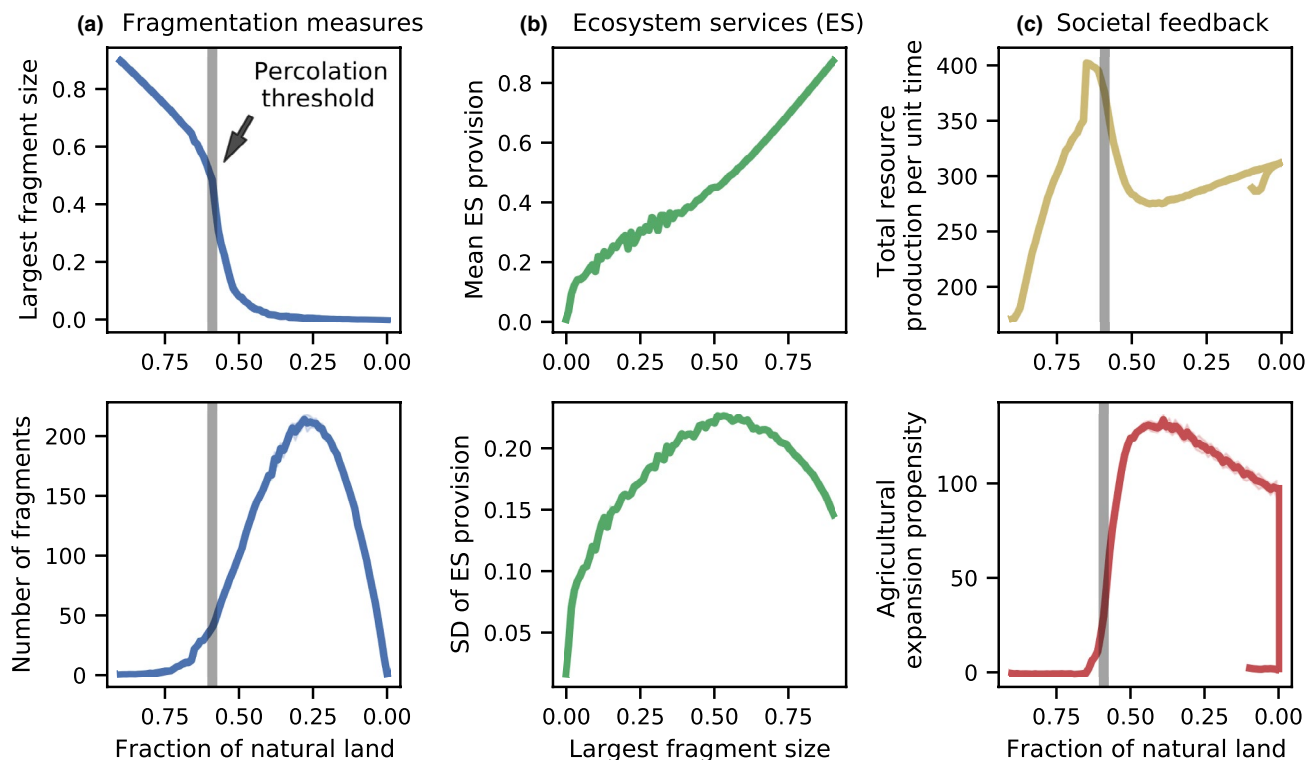 (a) Fragmentation measures
Largest fragment size
0.8
0.6
0.4
0.2
0.0
Percolation
threshold
0.75 0.50 0.25 0.00
Number of fragments
200
150
100
50
0
0.75 0.50 0.25 0.00
Fraction of natural land
(b) Ecosystem services (ES)
Mean ES provision
0.8
0.6
0.4
0.2
0.0
0.00 0.25 0.50 0.75
SD of ES provision
0.20
0.15
0.10
0.05
0.00 0.25 0.50 0.75
Largest fragment size
(c) Societal feedback
Total resource
production per unit time
400
350
300
250
200
0.75 0.50 0.25 0.00
Agricultural
expansion propensity
100
50
0
0.75 0.50 0.25 0.00
Fraction of natural land